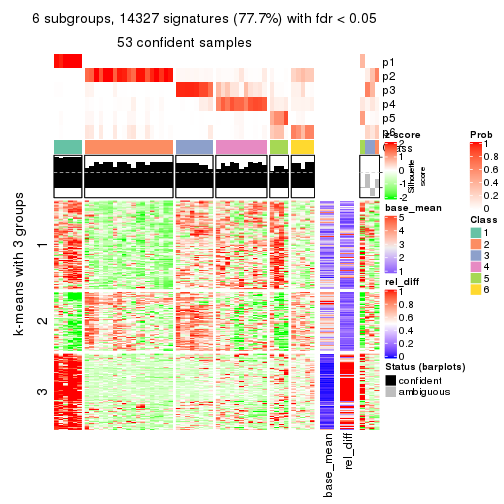 6 subgroups, 14327 signatures (77.7%) with fdr < 0.05
53 confident samples
p1
p2
p3
p4
p5
p6
Class
k-means with 3 groups
1
2
3
base_mean
rel_diff
Silhouette
score
z-score
2
1
0
-1
-2
base_mean
5
4
3
2
1
rel_diff
1
0.8
0.6
0.4
0.2
0
Status (barplots)
confident
ambiguous
Prob
1
0.8
0.6
0.4
0.2
0
Class
1
2
3
4
5
6